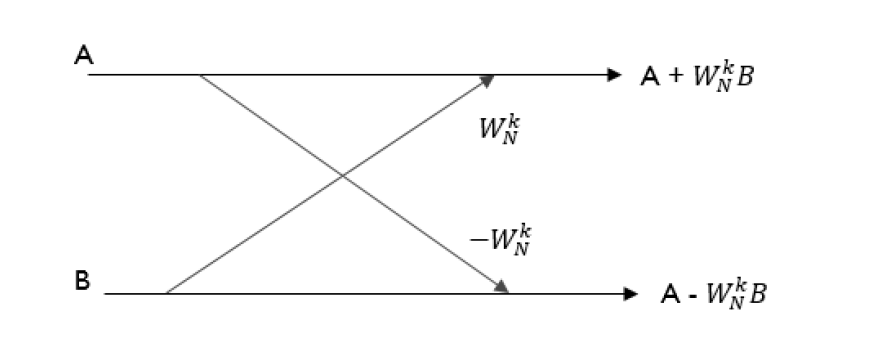 A
A + $W_N^k B$
$W_N^k$
$-W_N^k$
B
A - $W_N^k B$